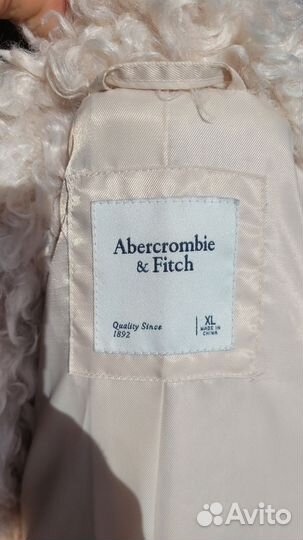 Abercrombie
& Fitch
Quality Since
1892
XL
MADE IN
CHINA
Avito